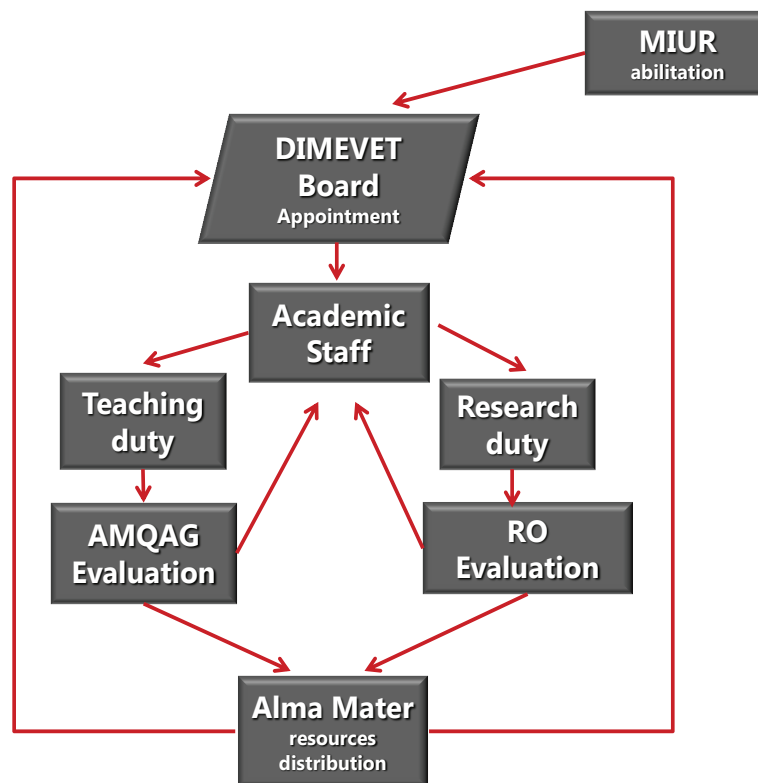 MIUR
abilitation
DIMEVET
Board
Appointment
Academic
Staff
Teaching
duty
Research
duty
AMQAG
Evaluation
RO
Evaluation
Alma Mater
resources
distribution